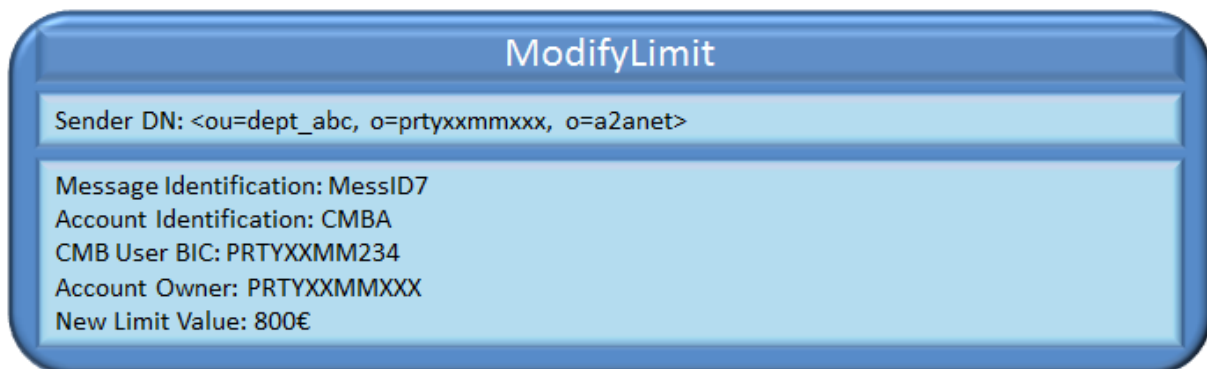 ModifyLimit
Sender DN: <ou=dept_abc, o=prtyxxmmxxx, o=a2anet>
Message Identification: MessID7
Account Identification: CMBA
CMB User BIC: PRTYXXMM234
Account Owner: PRTYXXMMXXX
New Limit Value: 800€